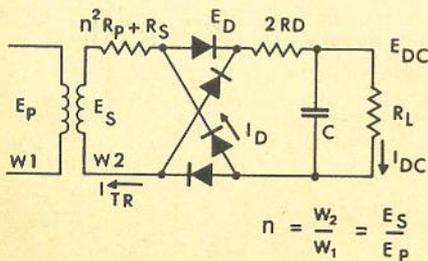 n²Rp + RS
ED
2RD
EDC
Ep
ES
ID
C
RL
W1
W2
ITR
IDC
n = W2/W1 = ES/Ep